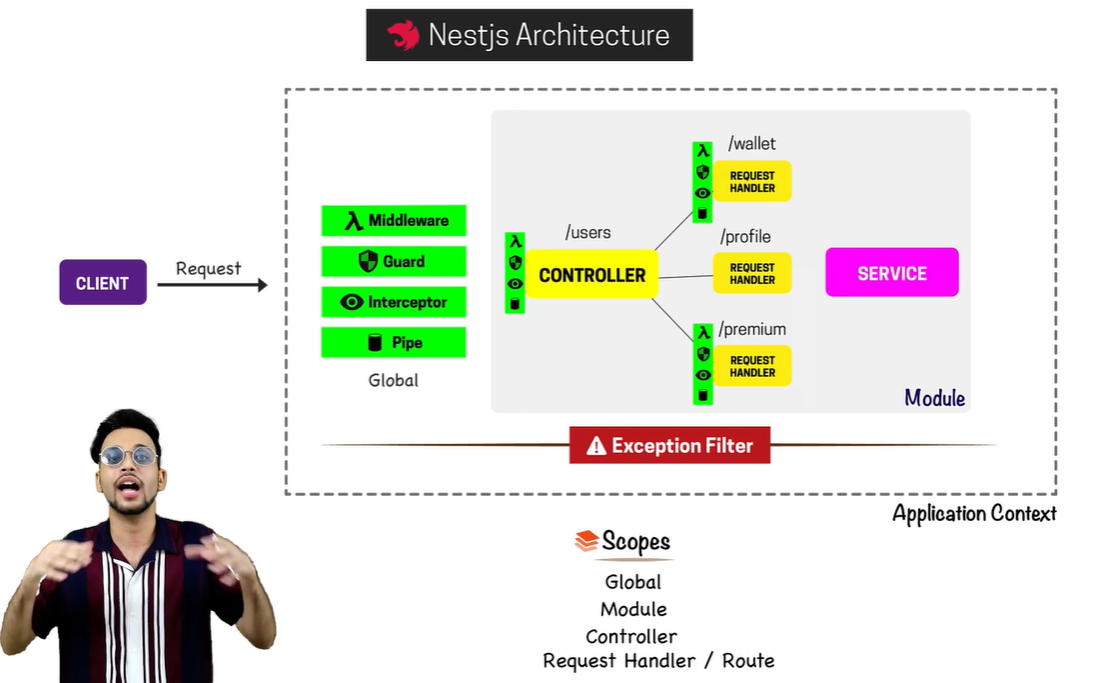 Nestjs Architecture
CLIENT
Request
Middleware
Guard
Interceptor
Pipe
Global
/users
CONTROLLER
/wallet
REQUEST
HANDLER
/profile
REQUEST
HANDLER
/premium
REQUEST
HANDLER
SERVICE
Module
Exception Filter
Application Context
Scopes
Global
Module
Controller
Request Handler / Route